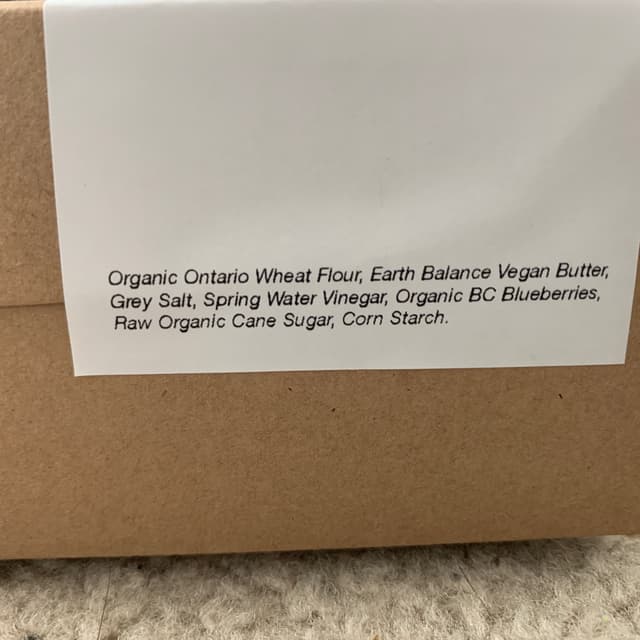 Organic Ontario Wheat Flour, Earth Balance Vegan Butter,
Grey Salt, Spring Water Vinegar, Organic BC Blueberries,
Raw Organic Cane Sugar, Corn Starch.